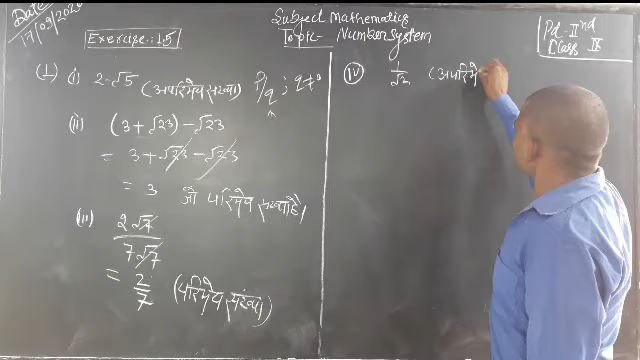 Date
17/09/2020
Subject Mathematics
Topic- Number System
Pd-IInd
Class IX
Exercise:1.5
(1) i) 2-√5 (अपरिमेय संख्या) P/q ; q≠0
(ii) (3+√23)-√23
= 3+√23-√23
= 3 जो परिमेय संख्या है।
(iii) 2√7/7√7
= 2/7 (परिमेय संख्या)
(iv) 1/√2 (अपरिमे